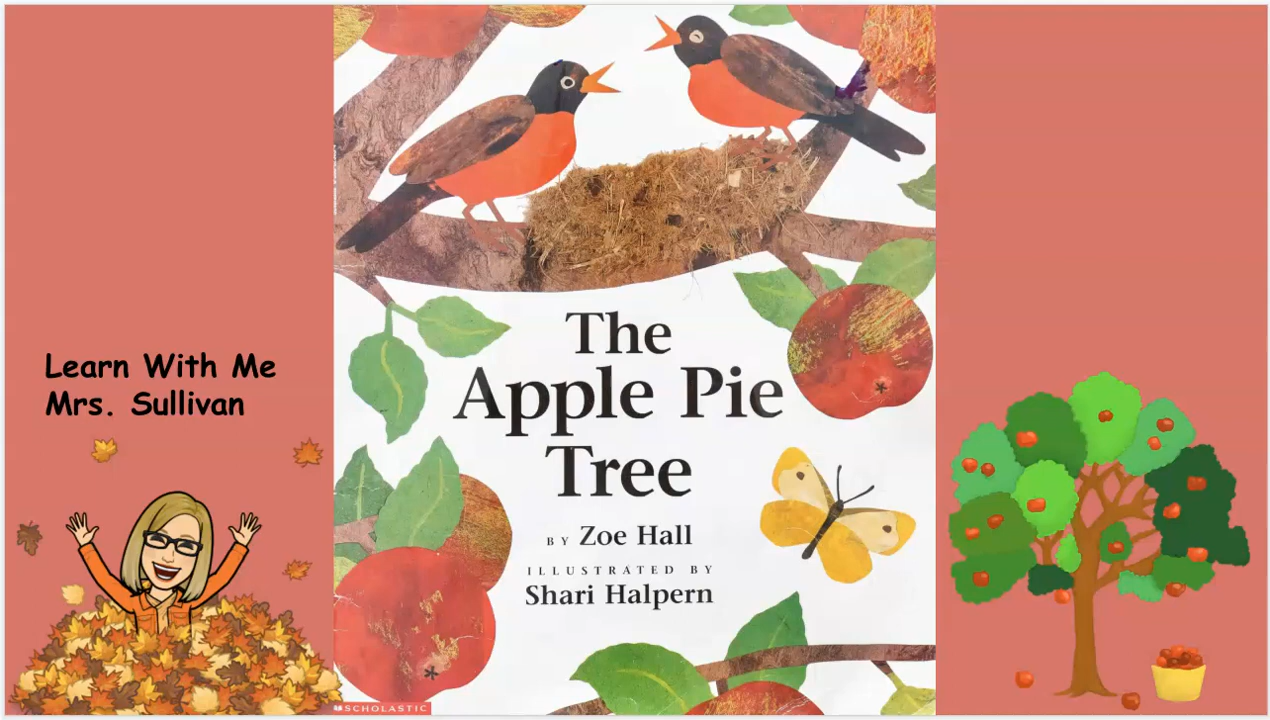 Learn With Me
Mrs. Sullivan
The
Apple Pie
Tree
BY Zoe Hall
ILLUSTRATED BY
Shari Halpern
SCHOLASTIC